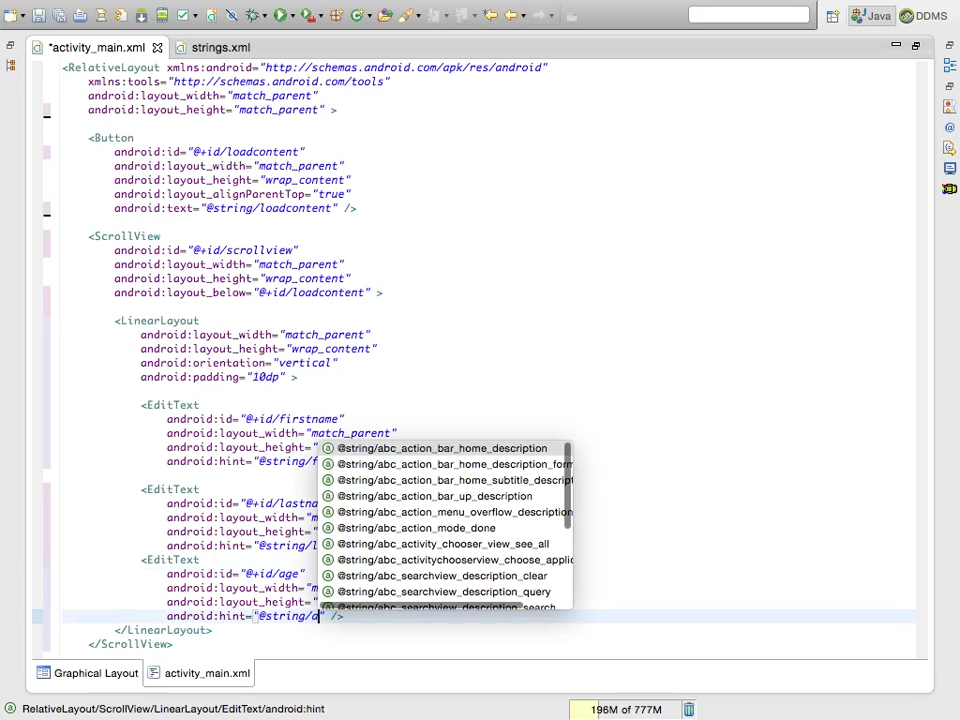 Java
DDMS
*activity_main.xml
strings.xml
<RelativeLayout xmlns:android="http://schemas.android.com/apk/res/android"
xmlns:tools="http://schemas.android.com/tools"
android:layout_width="match_parent"
android:layout_height="match_parent" >
<Button
android:id="@+id/loadcontent"
android:layout_width="match_parent"
android:layout_height="wrap_content"
android:layout_alignParentTop="true"
android:text="@string/loadcontent" />
<ScrollView
android:id="@+id/scrollview"
android:layout_width="match_parent"
android:layout_height="wrap_content"
android:layout_below="@+id/loadcontent" >
<LinearLayout
android:layout_width="match_parent"
android:layout_height="wrap_content"
android:orientation="vertical"
android:padding="10dp" >
<EditText
android:id="@+id/firstname"
android:layout_width="match_parent"
android:layout_height="
android:hint="@string/f
<EditText
android:id="@+id/lastna
android:layout_width="m
android:layout_height="
android:hint="@string/l
<EditText
android:id="@+id/age"
android:layout_width="m
android:layout_height="
android:hint="@string/a" />
</LinearLayout>
</ScrollView>
@string/abc_action_bar_home_description
@string/abc_action_bar_home_description_form
@string/abc_action_bar_home_subtitle_descript
@string/abc_action_bar_up_description
@string/abc_action_menu_overflow_description
@string/abc_action_mode_done
@string/abc_activity_chooser_view_see_all
@string/abc_activitychooserview_choose_applic
@string/abc_searchview_description_clear
@string/abc_searchview_description_query
@string/abc_searchview_description_search
Graphical Layout
activity_main.xml
RelativeLayout/ScrollView/LinearLayout/EditText/android:hint
196M of 777M